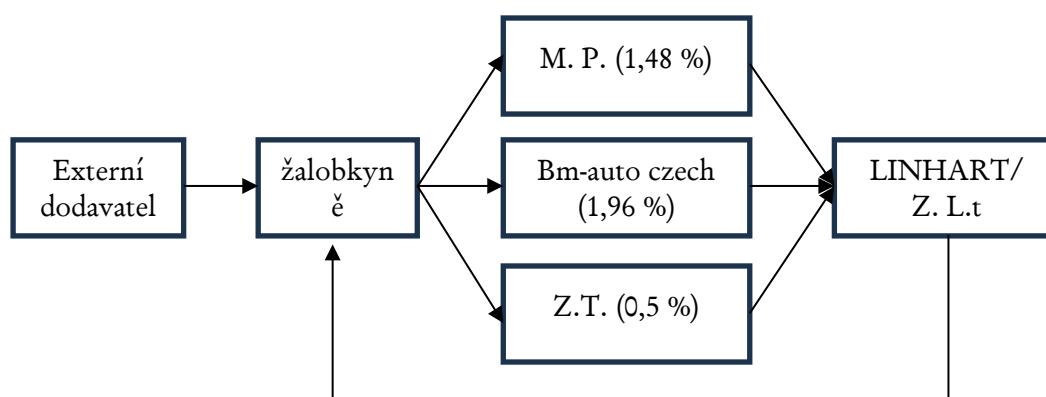 Externí
dodavatel
žalobkyn
ě
M. P. (1,48 %)
Bm-auto czech
(1,96 %)
Z.T. (0,5 %)
LINHART/
Z. L.t